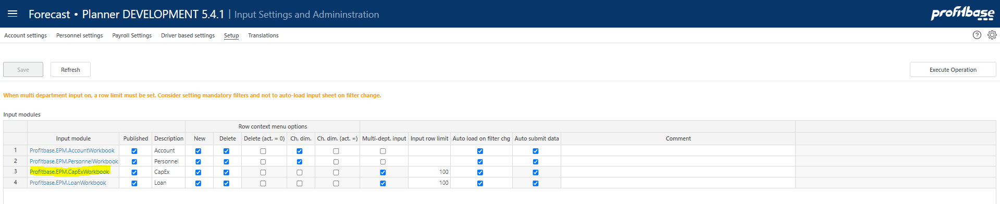 Forecast • Planner DEVELOPMENT 5.4.1 | Input Settings and Admininstration
profitbase
Account settings Personnel settings Payroll Settings Driver based settings Setup Translations
Save Refresh Execute Operation
When multi department input on, a row limit must be set. Consider setting mandatory filters and not to auto-load input sheet on filter change.
Input modules
Row context menu options
Input module Published Description New Delete Delete (act. = 0) Ch. dim. Ch. dim. (act. =) Multi-dept. input Input row limit Auto load on filter chg Auto submit data Comment
1 Profitbase.EPM.AccountWorkbook Account
2 Profitbase.EPM.PersonnelWorkbook Personnel
3 Profitbase.EPM.CapExWorkbook CapEx 100
4 Profitbase.EPM.LoanWorkbook Loan 100